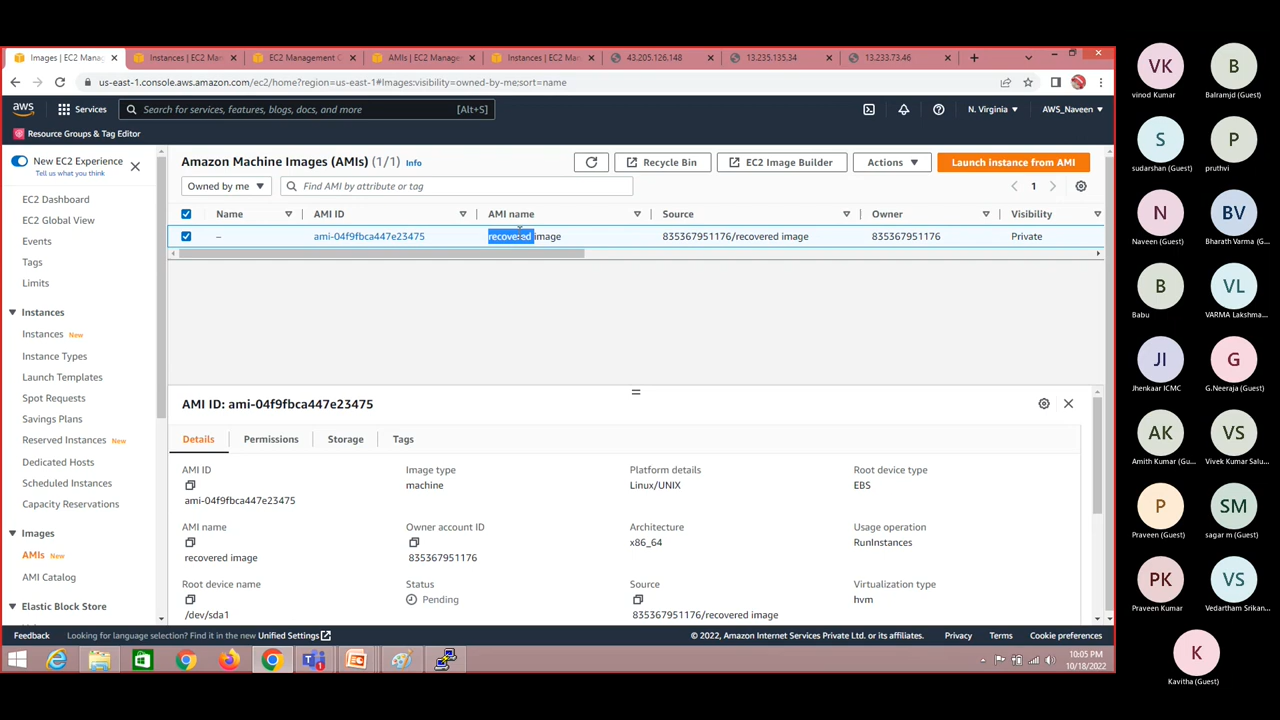 Images | EC2 Mana
Instances | EC2 Man
EC2 Management C
AMIs | EC2 Manage
Instances | EC2 Man
43.205.126.148
13.235.135.34
13.233.73.46
us-east-1.console.aws.amazon.com/ec2/home?region=us-east-1#Images:visibility=owned-by-me;sort=name
aws
Services
Search for services, features, blogs, docs, and more
[Alt+S]
N. Virginia
AWS_Naveen
Resource Groups & Tag Editor
New EC2 Experience
Tell us what you think
EC2 Dashboard
EC2 Global View
Events
Tags
Limits
Instances
Instances New
Instance Types
Launch Templates
Spot Requests
Savings Plans
Reserved Instances New
Dedicated Hosts
Scheduled Instances
Capacity Reservations
Images
AMIs New
AMI Catalog
Elastic Block Store
Amazon Machine Images (AMIs) (1/1) Info
Recycle Bin
EC2 Image Builder
Actions
Launch instance from AMI
Owned by me
Find AMI by attribute or tag
1
Name AMI ID AMI name Source Owner Visibility
– ami-04f9fbca447e23475 recovered image 835367951176/recovered image 835367951176 Private
AMI ID: ami-04f9fbca447e23475
Details Permissions Storage Tags
AMI ID
ami-04f9fbca447e23475
Image type
machine
Platform details
Linux/UNIX
Root device type
EBS
AMI name
recovered image
Owner account ID
835367951176
Architecture
x86_64
Usage operation
RunInstances
Root device name
/dev/sda1
Status
Pending
Source
835367951176/recovered image
Virtualization type
hvm
Feedback
Looking for language selection? Find it in the new Unified Settings
© 2022, Amazon Internet Services Private Ltd. or its affiliates.
Privacy
Terms
Cookie preferences
10:05 PM
10/18/2022
VK
vinod Kumar
B
Balramjd (Guest)
S
sudarshan (Guest)
P
pruthvi
N
Naveen (Guest)
BV
Bharath Varma (G...
B
Babu
VL
VARMA Lakshma...
JI
Jhenkaar ICMC
G
G.Neeraja (Guest)
AK
Amith Kumar (Gu...
VS
Vivek Kumar Salu...
P
Praveen (Guest)
SM
sagar m (Guest)
PK
Praveen Kumar
VS
Vedartham Srikan...
K
Kavitha (Guest)